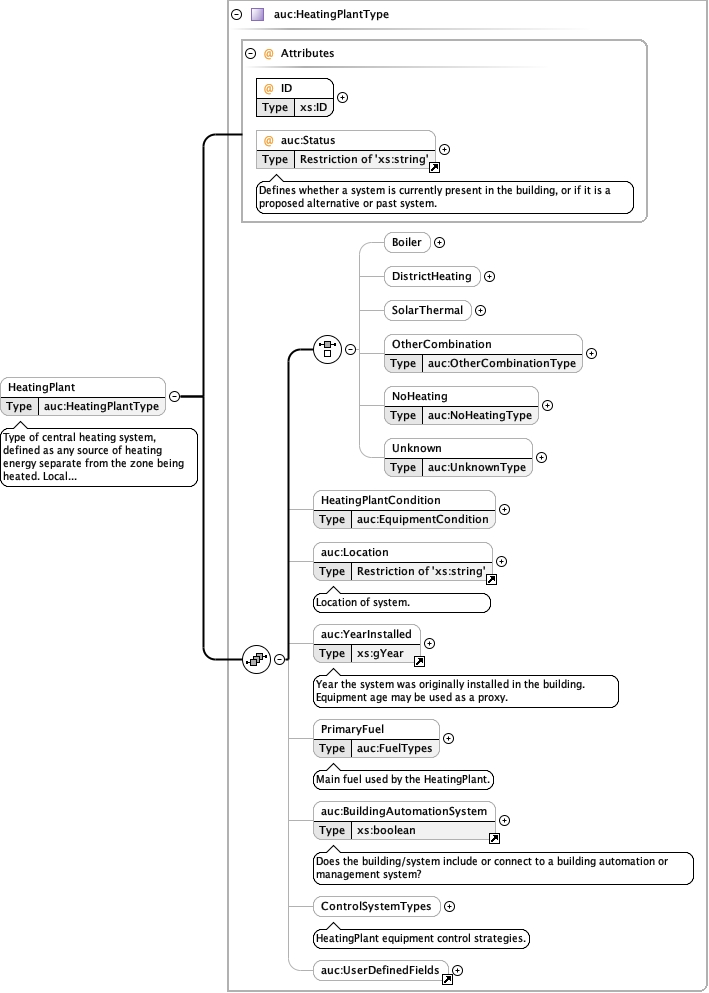 auc:HeatingPlantType
@ Attributes
@ ID
Type xs:ID
@ auc:Status
Type Restriction of 'xs:string'
Defines whether a system is currently present in the building, or if it is a
proposed alternative or past system.
Boiler
DistrictHeating
SolarThermal
OtherCombination
Type auc:OtherCombinationType
NoHeating
Type auc:NoHeatingType
Unknown
Type auc:UnknownType
HeatingPlant
Type auc:HeatingPlantType
Type of central heating system,
defined as any source of heating
energy separate from the zone being
heated. Local...
HeatingPlantCondition
Type auc:EquipmentCondition
auc:Location
Type Restriction of 'xs:string'
Location of system.
auc:YearInstalled
Type xs:gYear
Year the system was originally installed in the building.
Equipment age may be used as a proxy.
PrimaryFuel
Type auc:FuelTypes
Main fuel used by the HeatingPlant.
auc:BuildingAutomationSystem
Type xs:boolean
Does the building/system include or connect to a building automation or
management system?
ControlSystemTypes
HeatingPlant equipment control strategies.
auc:UserDefinedFields